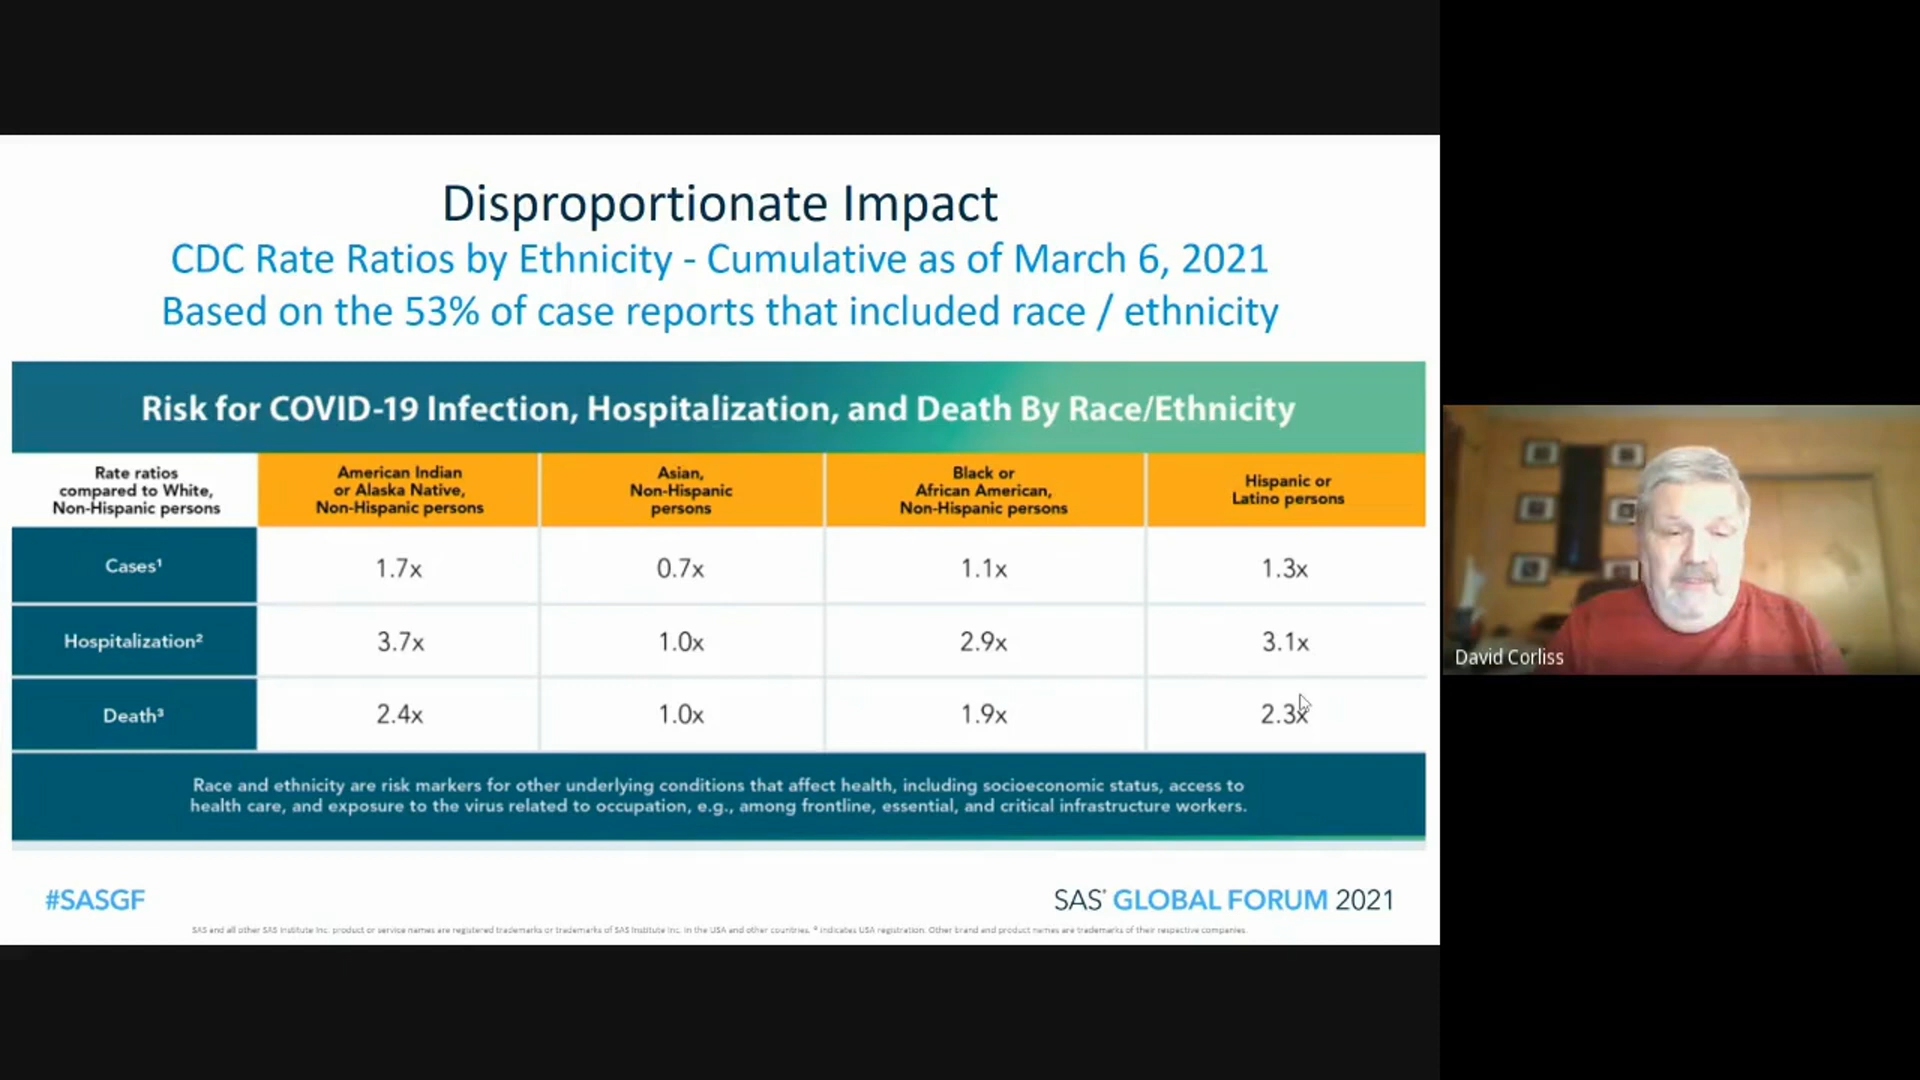 Disproportionate Impact
CDC Rate Ratios by Ethnicity - Cumulative as of March 6, 2021
Based on the 53% of case reports that included race / ethnicity
Risk for COVID-19 Infection, Hospitalization, and Death By Race/Ethnicity
Rate ratios
compared to White,
Non-Hispanic persons
American Indian
or Alaska Native,
Non-Hispanic persons
Asian,
Non-Hispanic
persons
Black or
African American,
Non-Hispanic persons
Hispanic or
Latino persons
Cases¹ 1.7x 0.7x 1.1x 1.3x
Hospitalization² 3.7x 1.0x 2.9x 3.1x
Death³ 2.4x 1.0x 1.9x 2.3x
Race and ethnicity are risk markers for other underlying conditions that affect health, including socioeconomic status, access to
health care, and exposure to the virus related to occupation, e.g., among frontline, essential, and critical infrastructure workers.
#SASGF
SAS® GLOBAL FORUM 2021
SAS and all other SAS Institute Inc. product or service names are registered trademarks or trademarks of SAS Institute Inc. in the USA and other countries. ® indicates USA registration. Other brand and product names are trademarks of their respective companies.
David Corliss